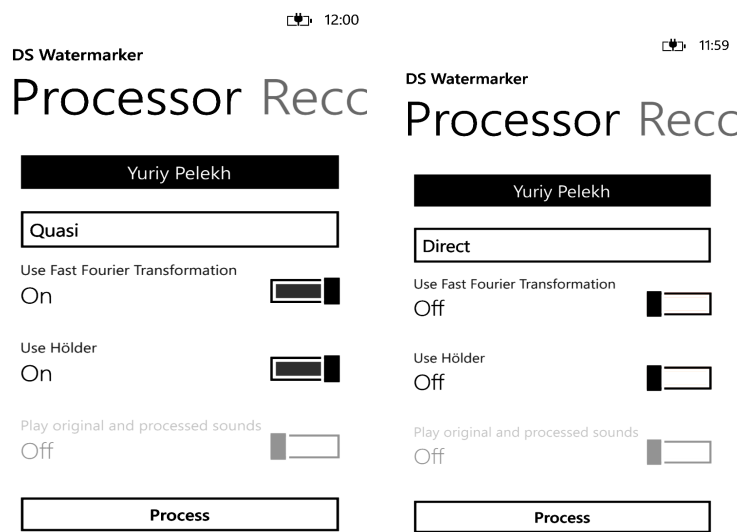 12:00
DS Watermarker
Processor Reco
Yuriy Pelekh
Quasi
Use Fast Fourier Transformation
On
Use Hölder
On
Play original and processed sounds
Off
Process
11:59
DS Watermarker
Processor Reco
Yuriy Pelekh
Direct
Use Fast Fourier Transformation
Off
Use Hölder
Off
Play original and processed sounds
Off
Process